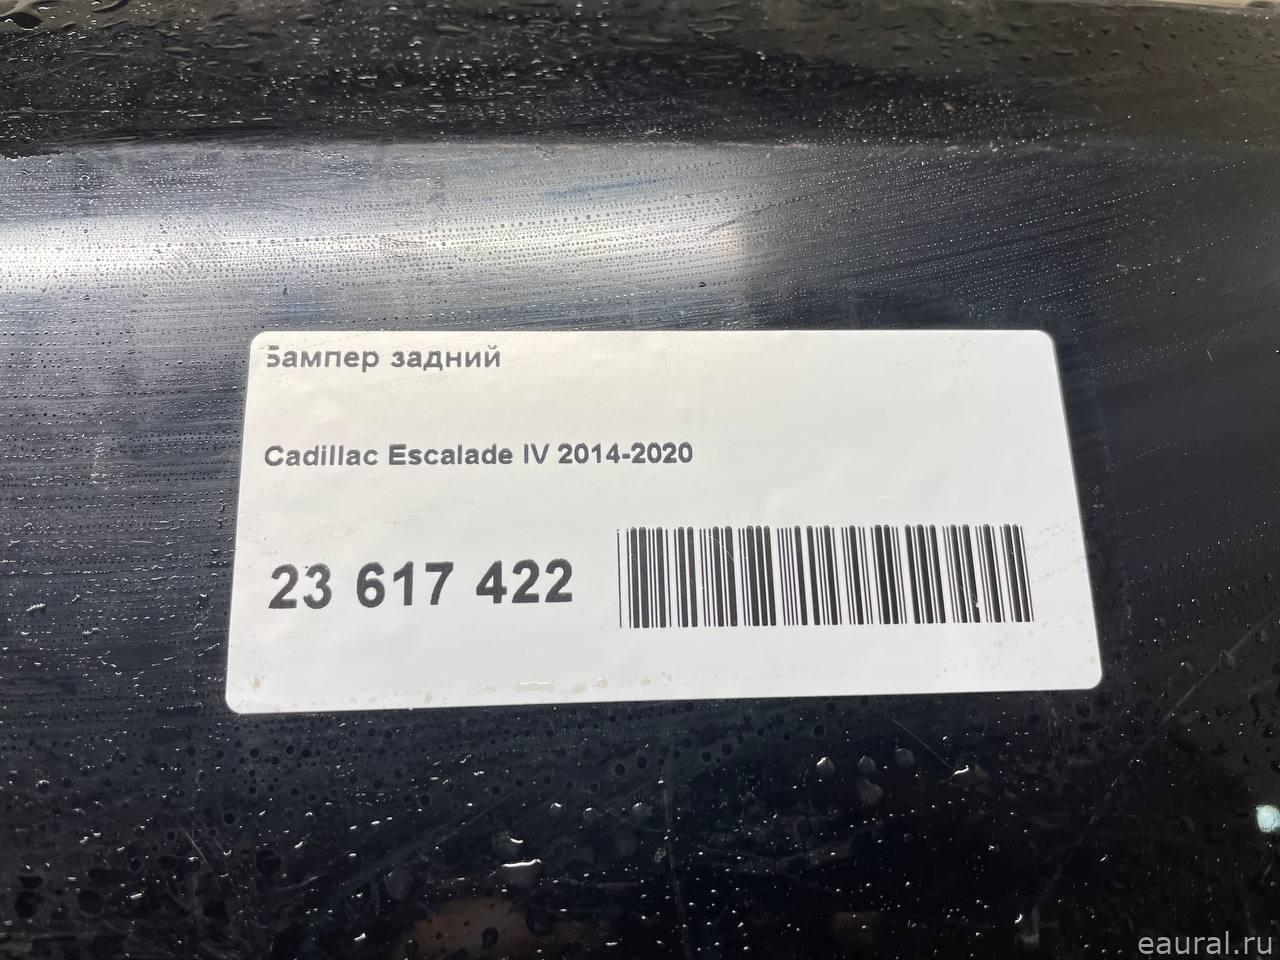 Бампер задний
Cadillac Escalade IV 2014-2020
23 617 422
eaural.ru